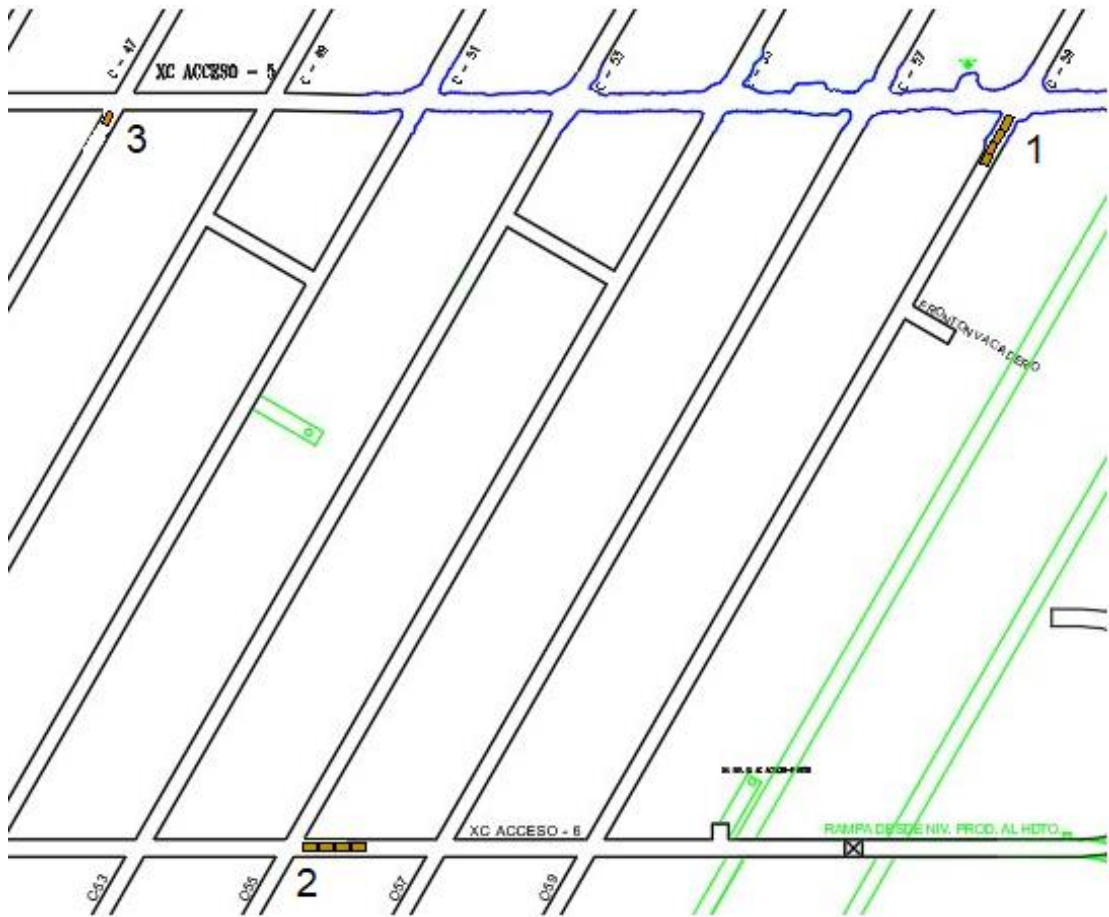 C - 47
XC ACCESO - 5
C - 49
C - 51
C - 53
C - 57
3
1
FRONTON VACADERO
XC ACCESO - 6
RAMPA DESDE NIV. PROD. AL HDTO.
2
C53
C55
C57
C59